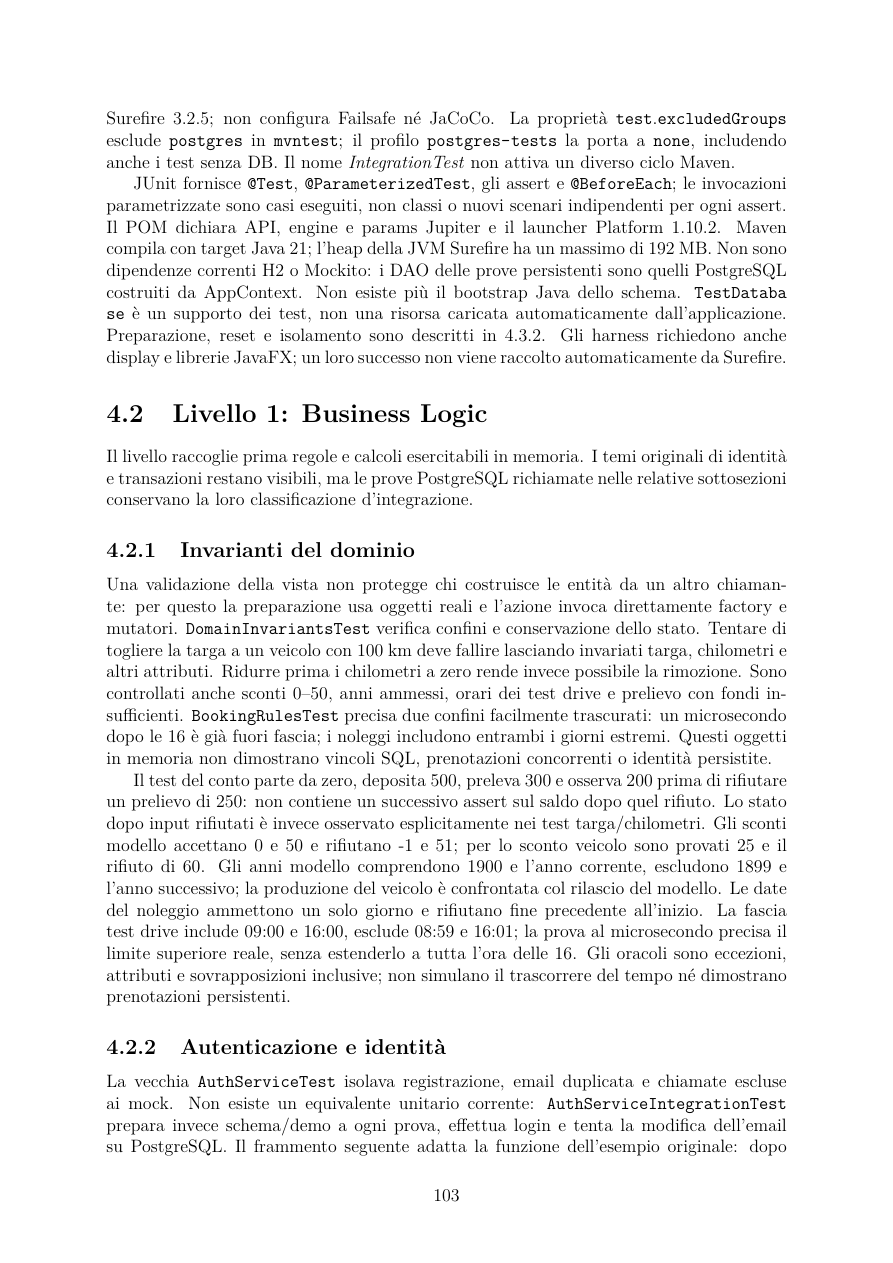 Surefire 3.2.5; non configura Failsafe né JaCoCo. La proprietà test.excludedGroups
esclude postgres in mvntest; il profilo postgres-tests la porta a none, includendo
anche i test senza DB. Il nome IntegrationTest non attiva un diverso ciclo Maven.
JUnit fornisce @Test, @ParameterizedTest, gli assert e @BeforeEach; le invocazioni
parametrizzate sono casi eseguiti, non classi o nuovi scenari indipendenti per ogni assert.
Il POM dichiara API, engine e params Jupiter e il launcher Platform 1.10.2. Maven
compila con target Java 21; l'heap della JVM Surefire ha un massimo di 192 MB. Non sono
dipendenze correnti H2 o Mockito: i DAO delle prove persistenti sono quelli PostgreSQL
costruiti da AppContext. Non esiste più il bootstrap Java dello schema. TestDataba
se è un supporto dei test, non una risorsa caricata automaticamente dall'applicazione.
Preparazione, reset e isolamento sono descritti in 4.3.2. Gli harness richiedono anche
display e librerie JavaFX; un loro successo non viene raccolto automaticamente da Surefire.
4.2 Livello 1: Business Logic
Il livello raccoglie prima regole e calcoli esercitabili in memoria. I temi originali di identità
e transazioni restano visibili, ma le prove PostgreSQL richiamate nelle relative sottosezioni
conservano la loro classificazione d'integrazione.
4.2.1 Invarianti del dominio
Una validazione della vista non protegge chi costruisce le entità da un altro chiaman-
te: per questo la preparazione usa oggetti reali e l'azione invoca direttamente factory e
mutatori. DomainInvariantsTest verifica confini e conservazione dello stato. Tentare di
togliere la targa a un veicolo con 100 km deve fallire lasciando invariati targa, chilometri e
altri attributi. Ridurre prima i chilometri a zero rende invece possibile la rimozione. Sono
controllati anche sconti 0–50, anni ammessi, orari dei test drive e prelievo con fondi in-
sufficienti. BookingRulesTest precisa due confini facilmente trascurati: un microsecondo
dopo le 16 è già fuori fascia; i noleggi includono entrambi i giorni estremi. Questi oggetti
in memoria non dimostrano vincoli SQL, prenotazioni concorrenti o identità persistite.
Il test del conto parte da zero, deposita 500, preleva 300 e osserva 200 prima di rifiutare
un prelievo di 250: non contiene un successivo assert sul saldo dopo quel rifiuto. Lo stato
dopo input rifiutati è invece osservato esplicitamente nei test targa/chilometri. Gli sconti
modello accettano 0 e 50 e rifiutano -1 e 51; per lo sconto veicolo sono provati 25 e il
rifiuto di 60. Gli anni modello comprendono 1900 e l'anno corrente, escludono 1899 e
l'anno successivo; la produzione del veicolo è confrontata col rilascio del modello. Le date
del noleggio ammettono un solo giorno e rifiutano fine precedente all'inizio. La fascia
test drive include 09:00 e 16:00, esclude 08:59 e 16:01; la prova al microsecondo precisa il
limite superiore reale, senza estenderlo a tutta l'ora delle 16. Gli oracoli sono eccezioni,
attributi e sovrapposizioni inclusive; non simulano il trascorrere del tempo né dimostrano
prenotazioni persistenti.
4.2.2 Autenticazione e identità
La vecchia AuthServiceTest isolava registrazione, email duplicata e chiamate escluse
ai mock. Non esiste un equivalente unitario corrente: AuthServiceIntegrationTest
prepara invece schema/demo a ogni prova, effettua login e tenta la modifica dell'email
su PostgreSQL. Il frammento seguente adatta la funzione dell'esempio originale: dopo
103